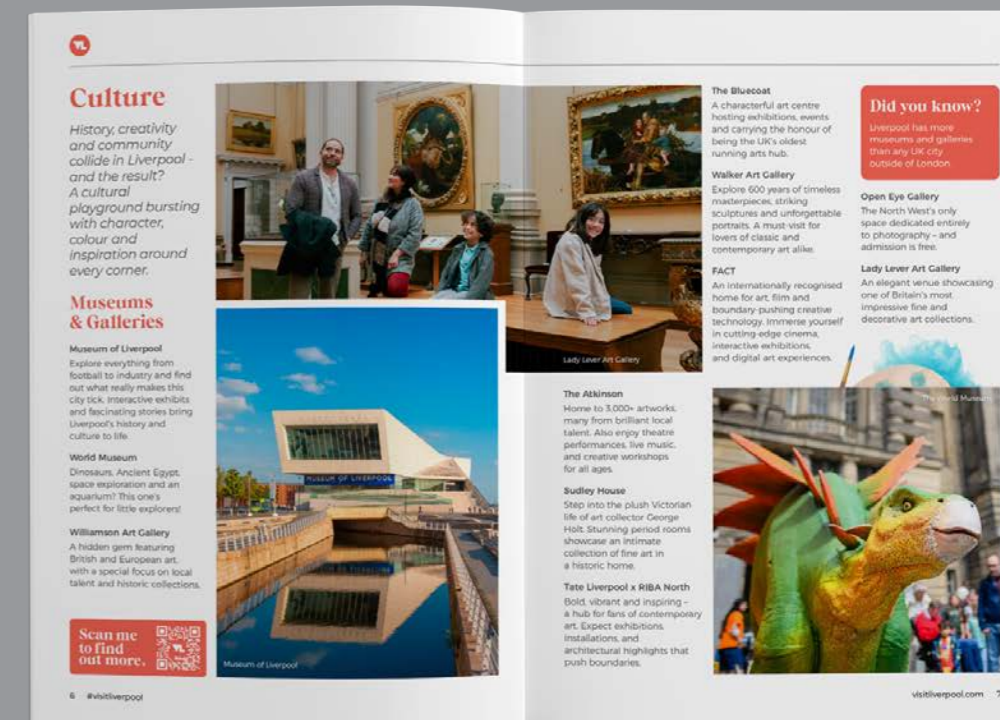 VL
Culture
History, creativity
and community
collide in Liverpool -
and the result?
A cultural
playground bursting
with character,
colour and
inspiration around
every corner.
Museums
& Galleries
Museum of Liverpool
Explore everything from
football to industry and find
out what really makes this
city tick. Interactive exhibits
and fascinating stories bring
Liverpool's history and
culture to life.
World Museum
Dinosaurs, Ancient Egypt,
space exploration and an
aquarium? This one's
perfect for little explorers!
Williamson Art Gallery
A hidden gem featuring
British and European art,
with a special focus on local
talent and historic collections.
Scan me
to find
out more.
6 #visitliverpool
MUSEUM OF LIVERPOOL
Museum of Liverpool
Lady Lever Art Gallery
The Atkinson
Home to 3,000+ artworks,
many from brilliant local
talent. Also enjoy theatre
performances, live music,
and creative workshops
for all ages.
Sudley House
Step into the plush Victorian
life of art collector George
Holt. Stunning period rooms
showcase an intimate
collection of fine art in
a historic home.
Tate Liverpool x RIBA North
Bold, vibrant and inspiring –
a hub for fans of contemporary
art. Expect exhibitions,
installations, and
architectural highlights that
push boundaries.
The Bluecoat
A characterful art centre
hosting exhibitions, events
and carrying the honour of
being the UK's oldest
running arts hub.
Walker Art Gallery
Explore 600 years of timeless
masterpieces, striking
sculptures and unforgettable
portraits. A must-visit for
lovers of classic and
contemporary art alike.
FACT
An internationally recognised
home for art, film and
boundary-pushing creative
technology. Immerse yourself
in cutting-edge cinema,
interactive exhibitions,
and digital art experiences.
Did you know?
Liverpool has more
museums and galleries
than any UK city
outside of London.
Open Eye Gallery
The North West's only
space dedicated entirely
to photography – and
admission is free.
Lady Lever Art Gallery
An elegant venue showcasing
one of Britain's most
impressive fine and
decorative art collections.
The World Museum
visitliverpool.com 7